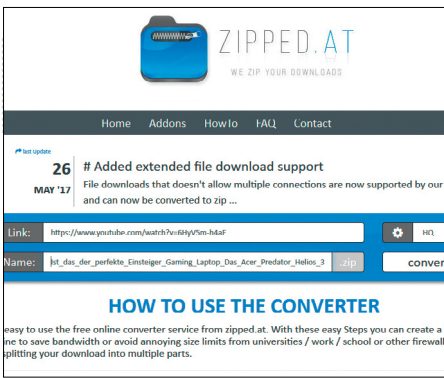 ZIPPED.AT
WE ZIP YOUR DOWNLOADS
Home Addons HowTo FAQ Contact
last update
26
MAY '17
# Added extended file download support
File downloads that doesn't allow multiple connections are now supported by our
and can now be converted to zip ...
Link: https://www.youtube.com/watch?v=6HyV5m-h4aF HQ
Name: Ist_das_der_perfekte_Einsteiger_Gaming_Laptop_Das_Acer_Predator_Helios_3 .zip conver
HOW TO USE THE CONVERTER
easy to use the free online converter service from zipped.at. With these easy Steps you can create a
ine to save bandwidth or avoid annoying size limits from universities / work / school or other firewall
splitting your download into multiple parts.